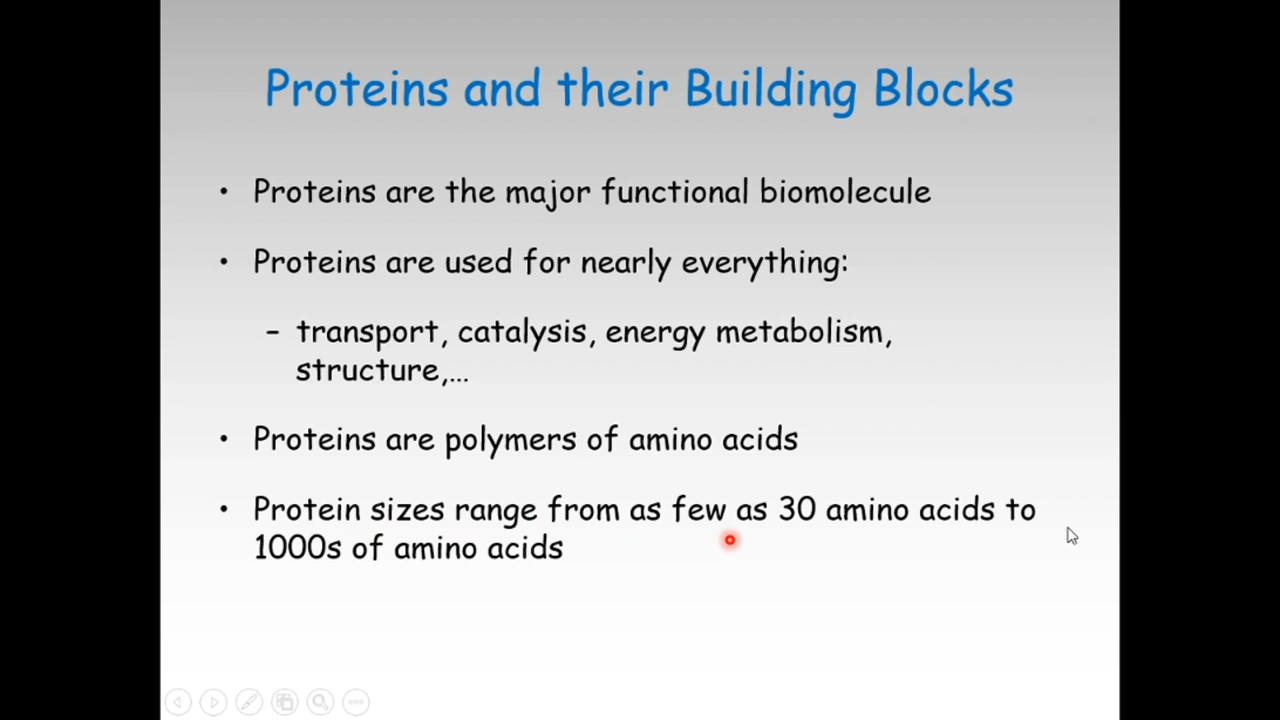 Proteins and their Building Blocks
• Proteins are the major functional biomolecule
• Proteins are used for nearly everything:
– transport, catalysis, energy metabolism,
structure,…
• Proteins are polymers of amino acids
• Protein sizes range from as few as 30 amino acids to
1000s of amino acids